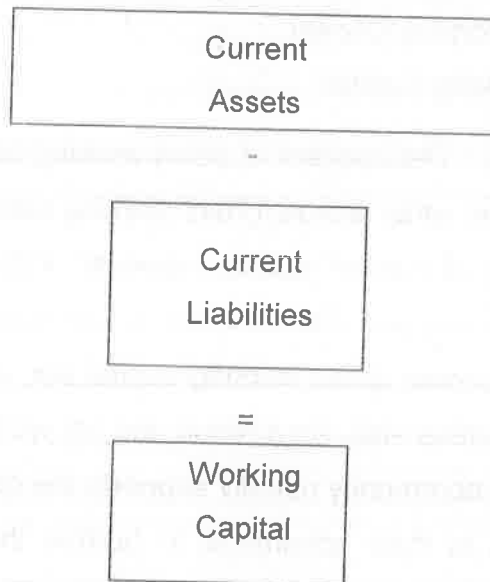 Current
Assets
-
Current
Liabilities
=
Working
Capital